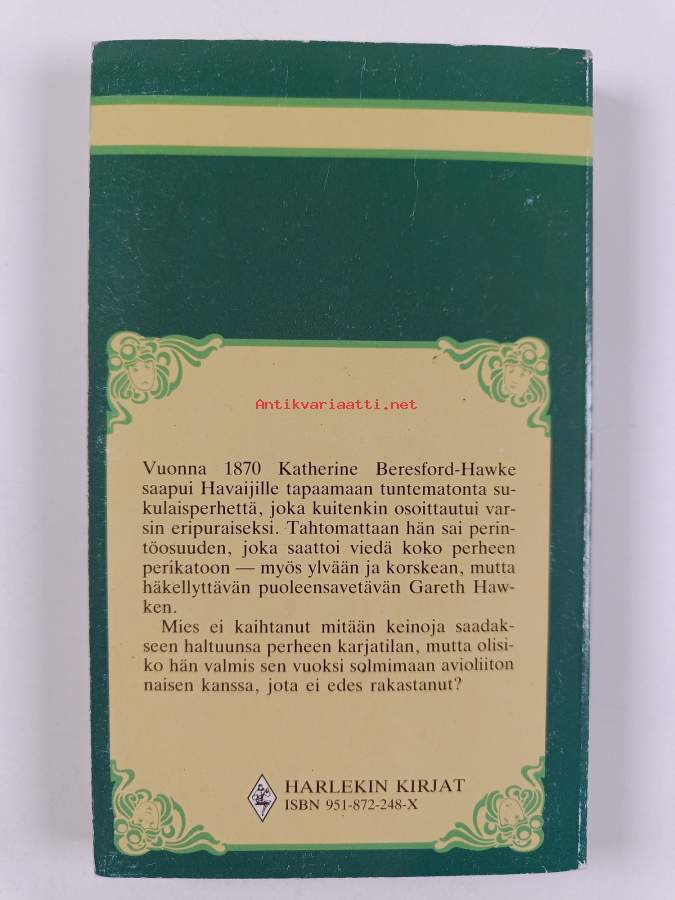 Antikvariaatti.net
Vuonna 1870 Katherine Beresford-Hawke
saapui Havaijille tapaamaan tuntematonta su-
kulaisperhettä, joka kuitenkin osoittautui var-
sin eripuraiseksi. Tahtomattaan hän sai perin-
töosuuden, joka saattoi viedä koko perheen
perikatoon — myös ylvään ja korskean, mutta
häkellyttävän puoleensavetävän Gareth Haw-
ken.
Mies ei kaihtanut mitään keinoja saadak-
seen haltuunsa perheen karjatilan, mutta olisi-
ko hän valmis sen vuoksi solmimaan avioliiton
naisen kanssa, jota ei edes rakastanut?
HARLEKIN KIRJAT
ISBN 951-872-248-X